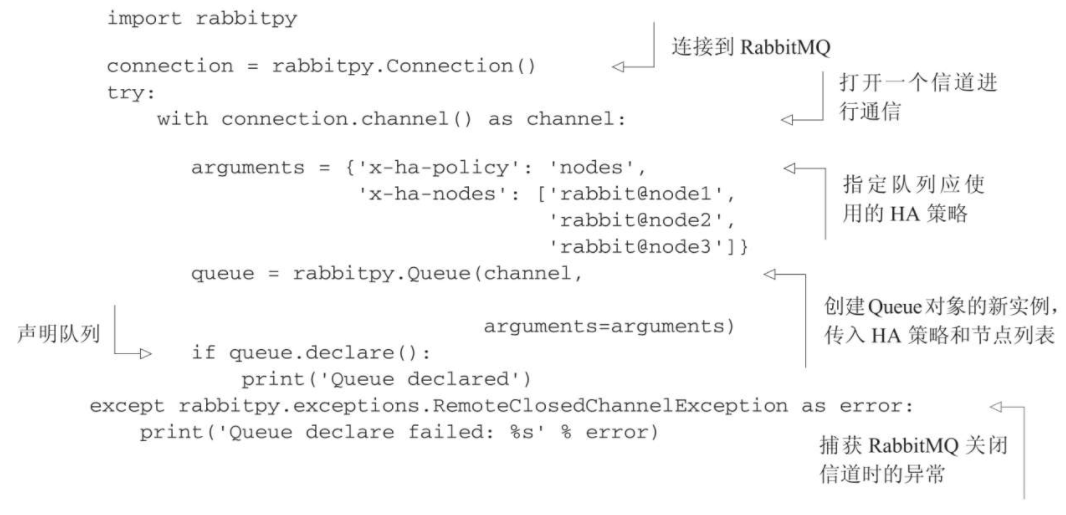 import rabbitpy
连接到 RabbitMQ
connection = rabbitpy.Connection()
try:
打开一个信道进
行通信
with connection.channel() as channel:
arguments = {'x-ha-policy': 'nodes',
'x-ha-nodes': ['rabbit@node1',
'rabbit@node2',
'rabbit@node3']}
指定队列应使
用的 HA 策略
queue = rabbitpy.Queue(channel,
创建 Queue 对象的新实例，
传入 HA 策略和节点列表
arguments=arguments)
声明队列
if queue.declare():
print('Queue declared')
except rabbitpy.exceptions.RemoteClosedChannelException as error:
print('Queue declare failed: %s' % error)
捕获 RabbitMQ 关闭
信道时的异常